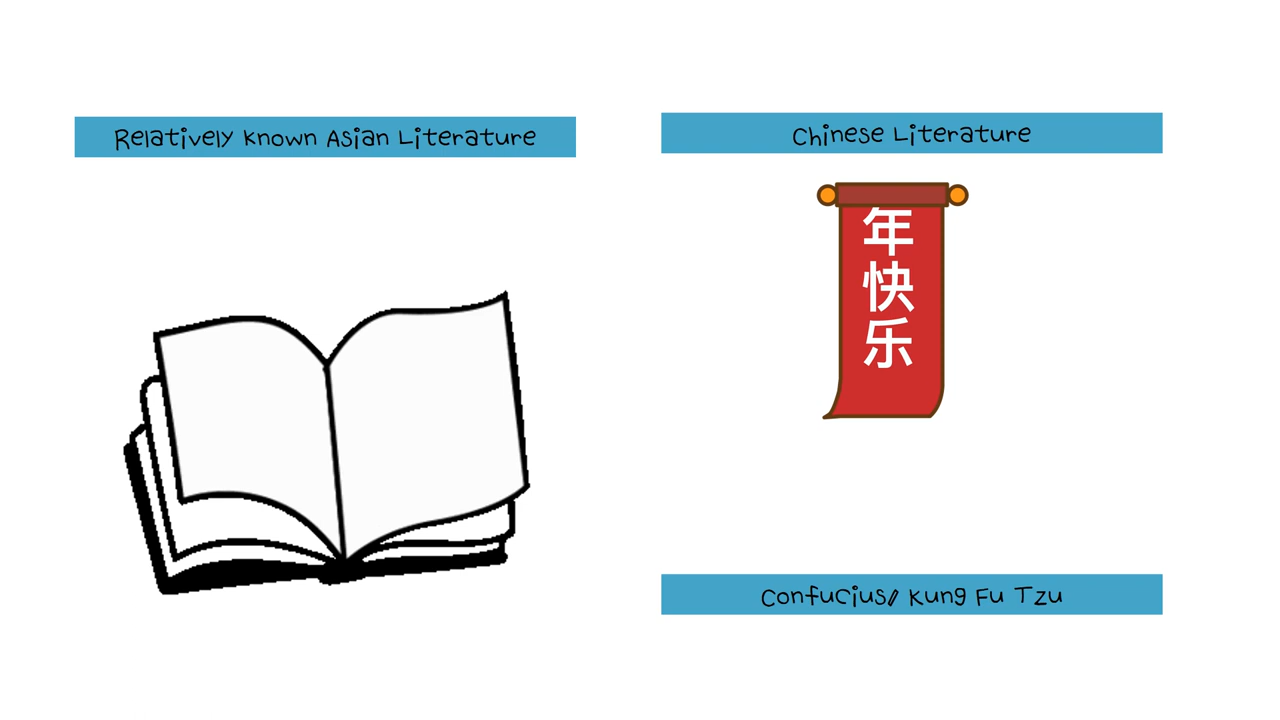 Relatively Known Asian Literature
Chinese Literature
年
快
乐
Confucius/ Kung Fu Tzu